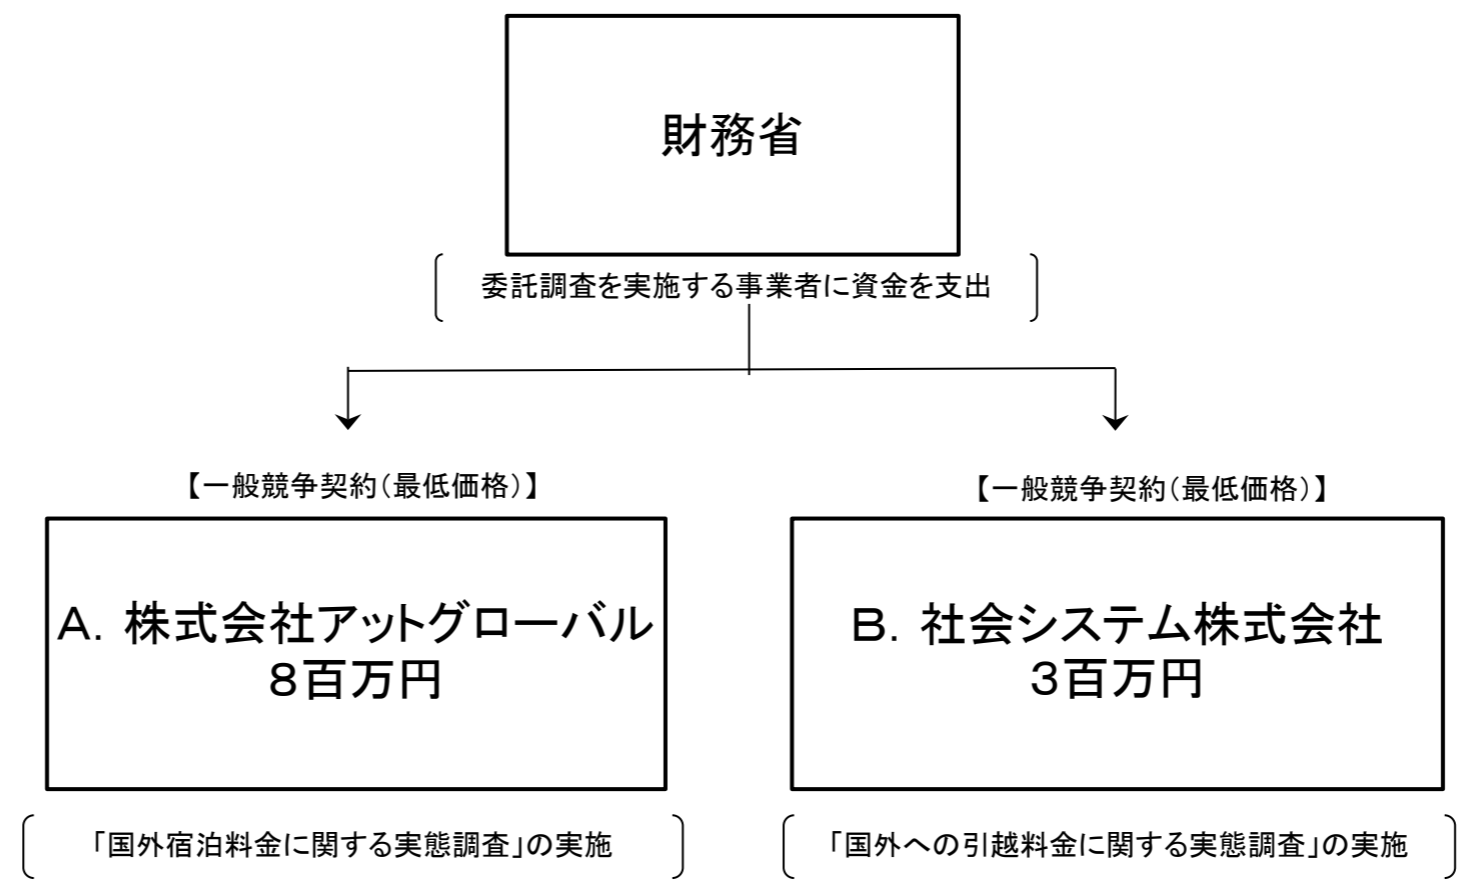 財務省
委託調査を実施する事業者に資金を支出
【一般競争契約(最低価格)】
A. 株式会社アットグローバル
８百万円
「国外宿泊料金に関する実態調査」の実施
【一般競争契約(最低価格)】
B. 社会システム株式会社
３百万円
「国外への引越料金に関する実態調査」の実施